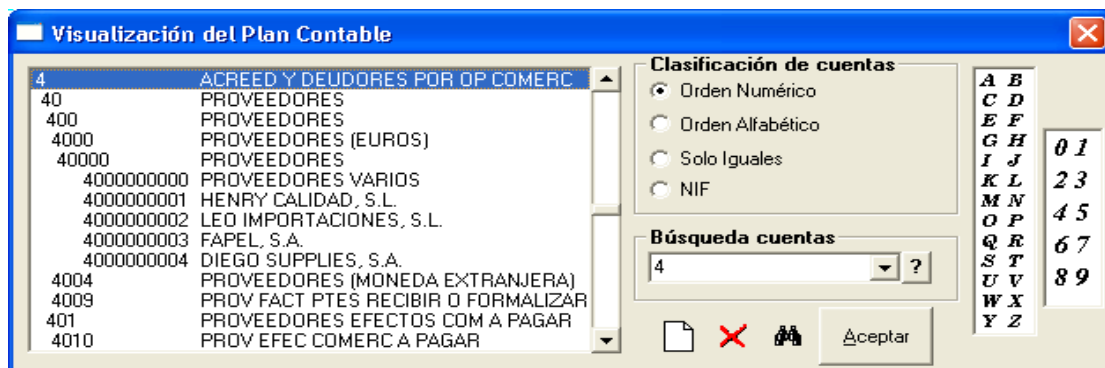 Visualización del Plan Contable
4 ACREED Y DEUDORES POR OP COMERC
40 PROVEEDORES
400 PROVEEDORES
4000 PROVEEDORES (EUROS)
40000 PROVEEDORES
4000000000 PROVEEDORES VARIOS
4000000001 HENRY CALIDAD, S.L.
4000000002 LEO IMPORTACIONES, S.L.
4000000003 FAPEL, S.A.
4000000004 DIEGO SUPPLIES, S.A.
4004 PROVEEDORES (MONEDA EXTRANJERA)
4009 PROV FACT PTES RECIBIR O FORMALIZAR
401 PROVEEDORES EFECTOS COM A PAGAR
4010 PROV EFEC COMERC A PAGAR
Clasificación de cuentas
Orden Numérico
Orden Alfabético
Solo Iguales
NIF
Búsqueda cuentas
4 ?
Aceptar
A B
C D
E F
G H
I J
K L
M N
O P
Q R
S T
U V
W X
Y Z
0 1
2 3
4 5
6 7
8 9